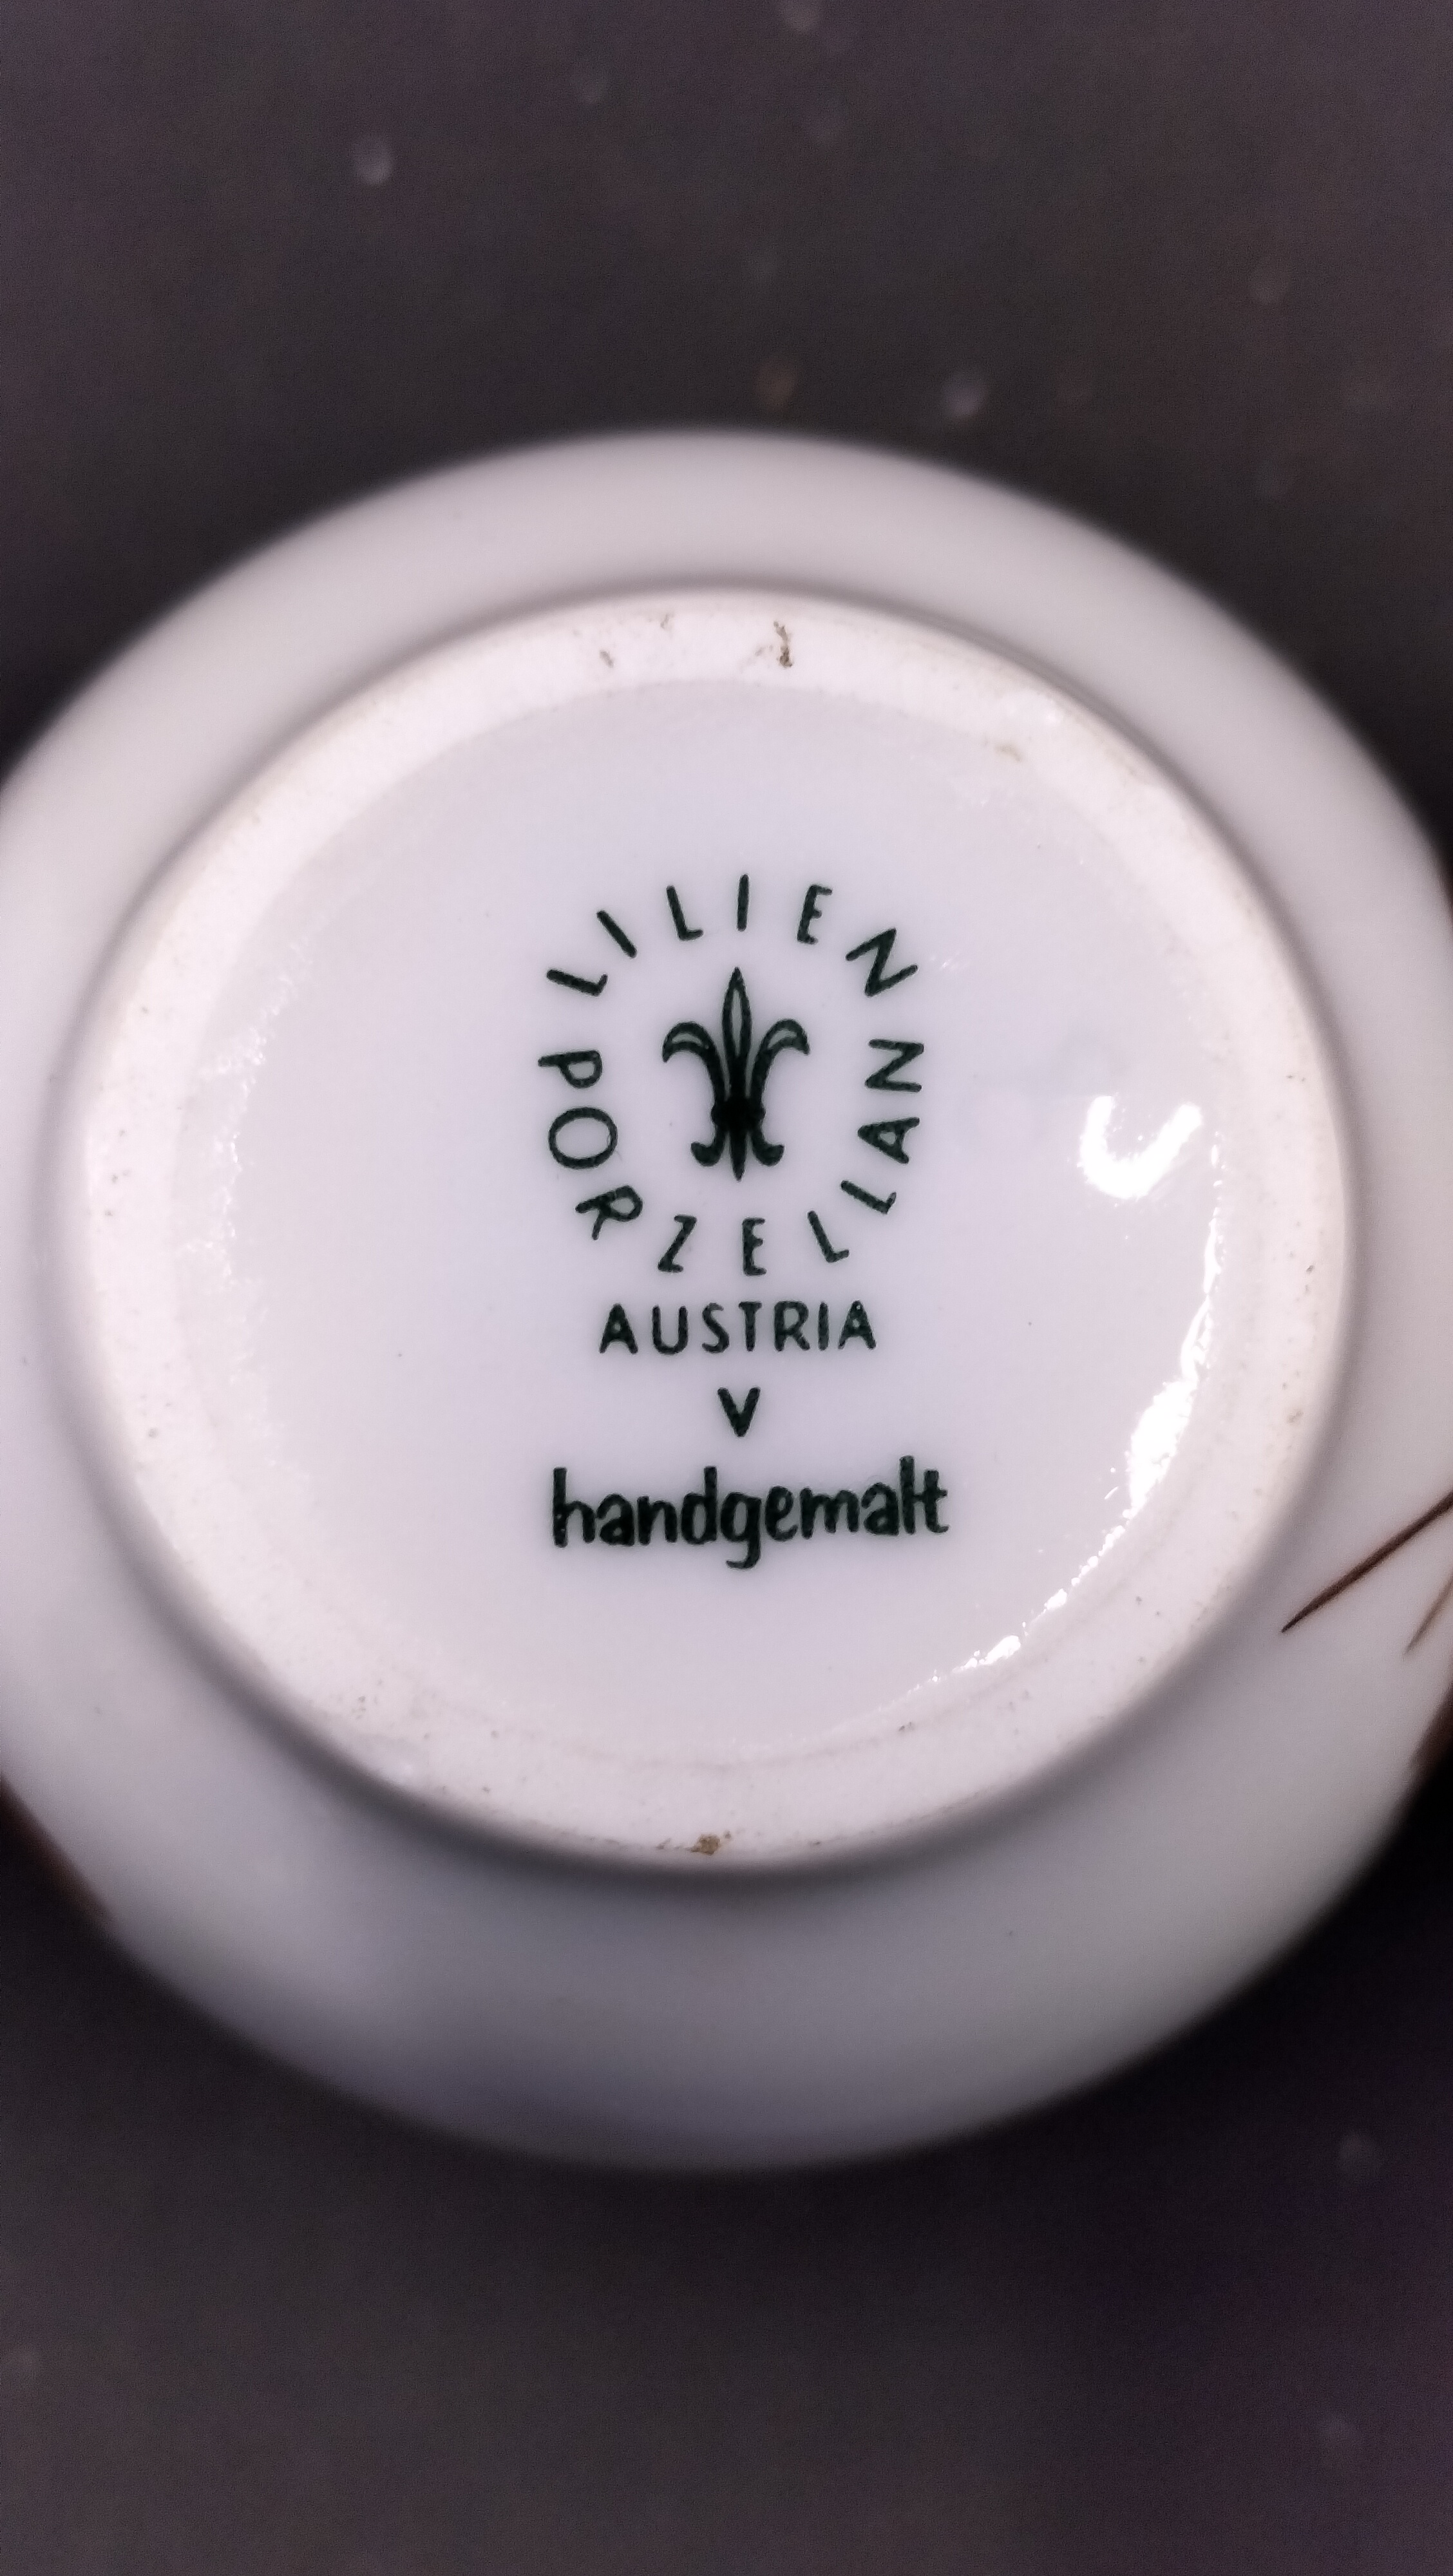 LILIEN
PORZELLAN
AUSTRIA
V
handgemalt